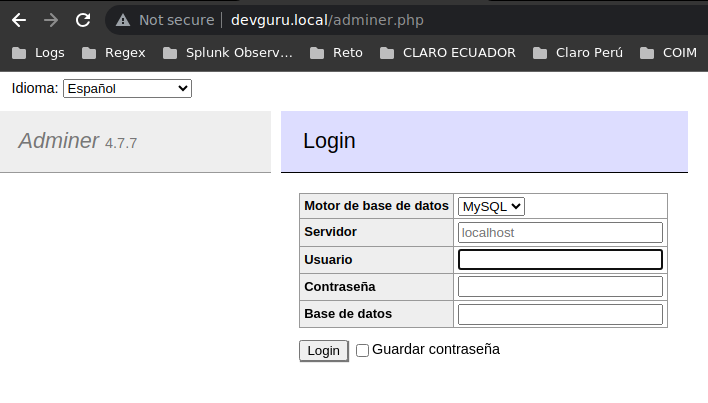 Not secure devguru.local/adminer.php
Logs Regex Splunk Observ… Reto CLARO ECUADOR Claro Perú COIM
Idioma: Español
Adminer 4.7.7
Login
Motor de base de datos MySQL
Servidor localhost
Usuario
Contraseña
Base de datos
Login Guardar contraseña